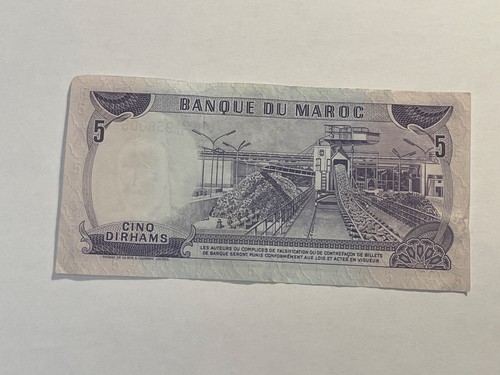 BANQUE DU MAROC
5
5
CINQ
DIRHAMS
LES AUTEURS OU COMPLICES DE FALSIFICATION OU DE CONTREFAÇON DE BILLETS
DE BANQUE SERONT PUNIS CONFORMÉMENT AUX LOIS ET ACTES EN VIGUEUR